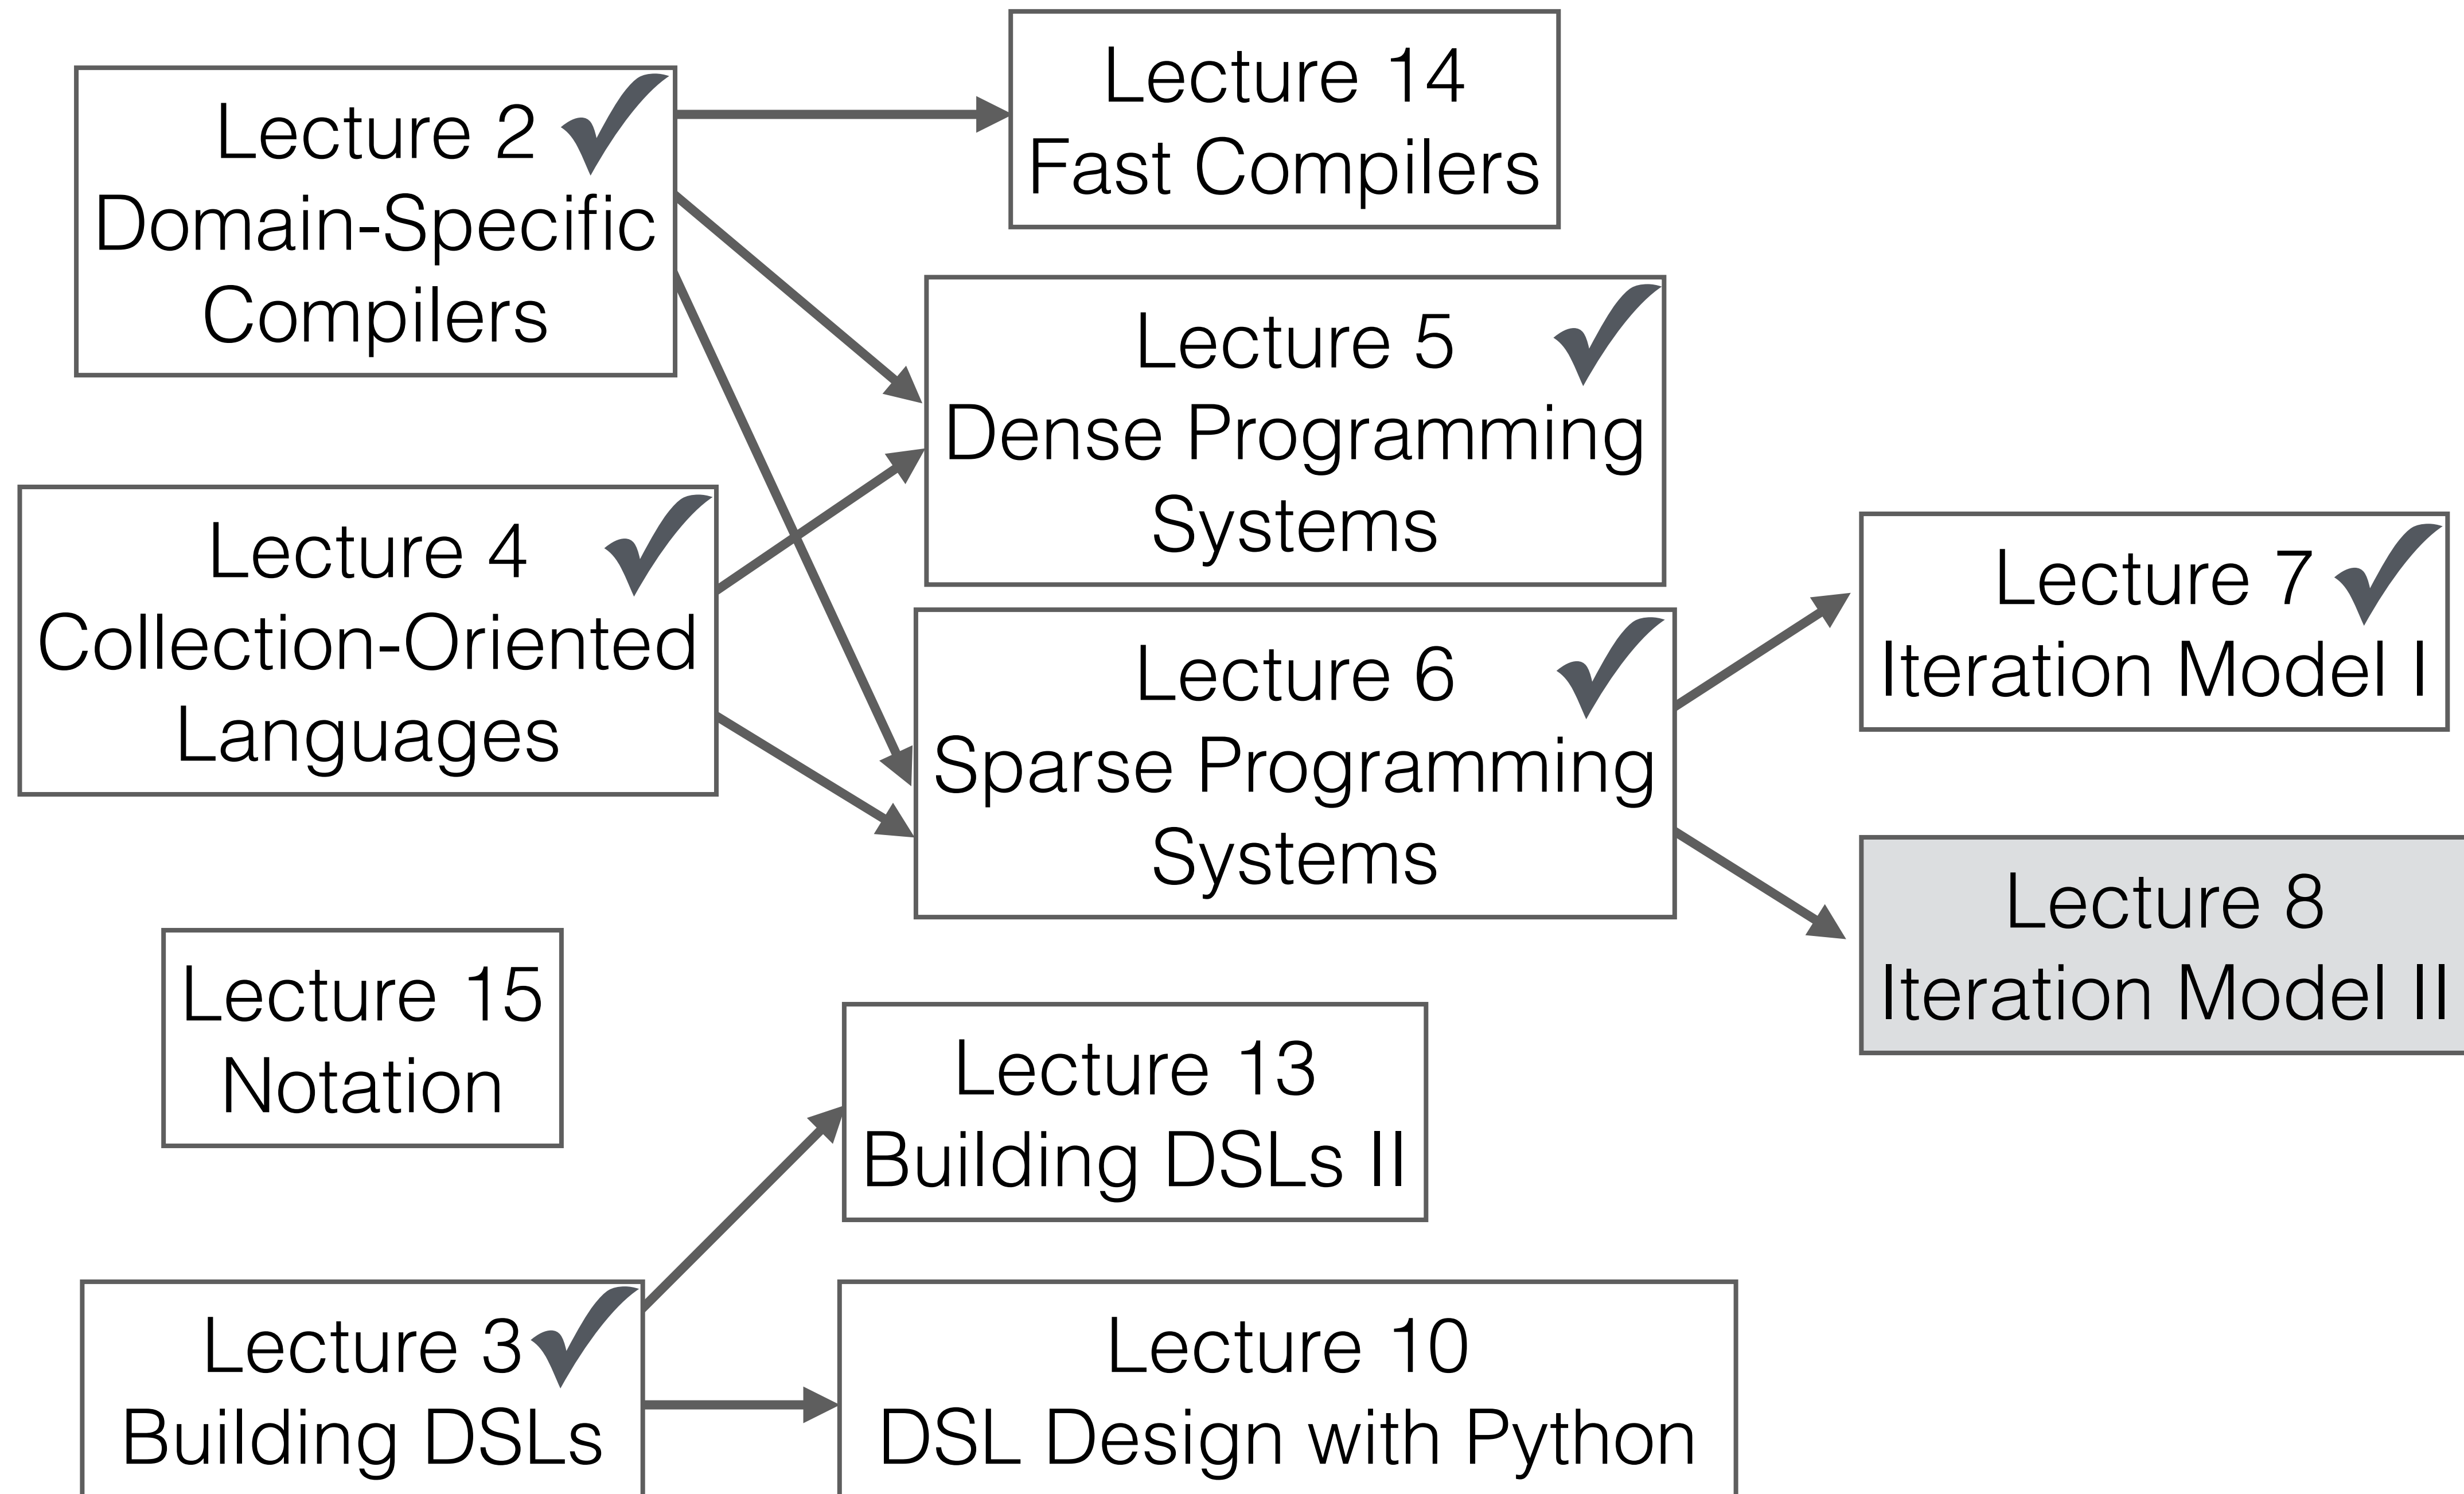 Lecture 2
Domain-Specific
Compilers
Lecture 14
Fast Compilers
Lecture 5
Dense Programming
Systems
Lecture 4
Collection-Oriented
Languages
Lecture 6
Sparse Programming
Systems
Lecture 7
Iteration Model I
Lecture 8
Iteration Model II
Lecture 15
Notation
Lecture 13
Building DSLs II
Lecture 3
Building DSLs
Lecture 10
DSL Design with Python